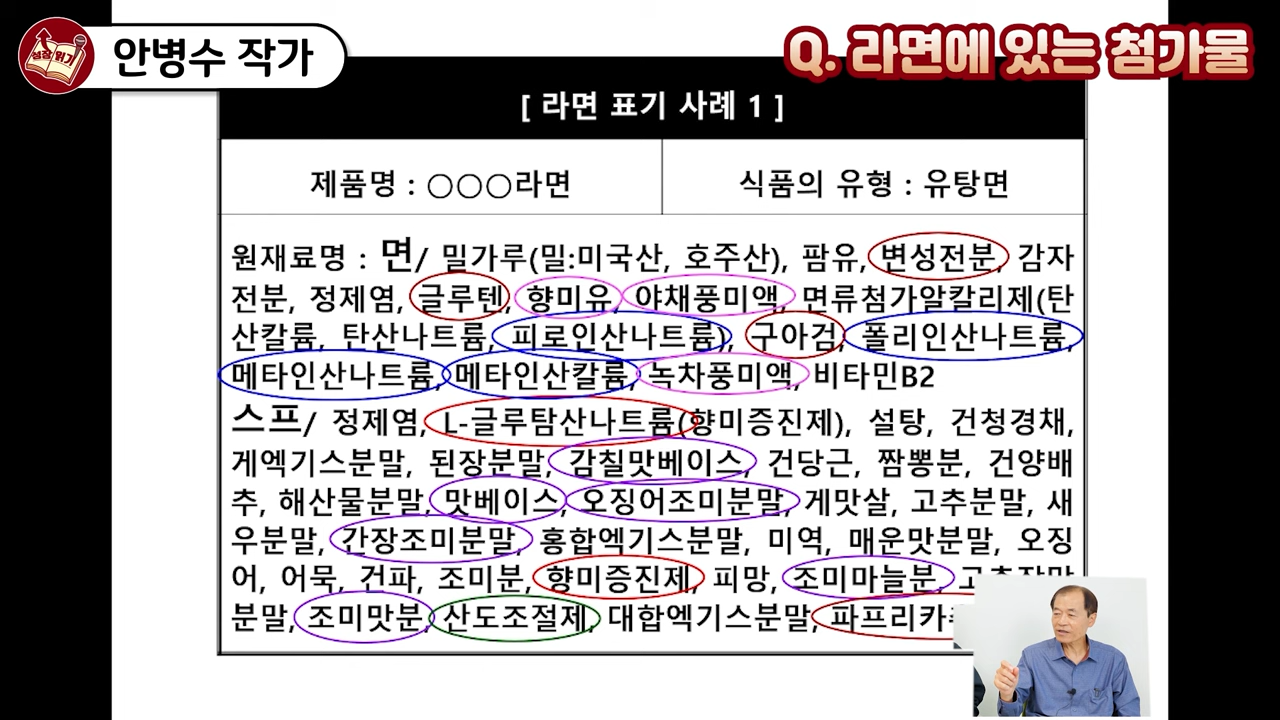 성장 읽기
안병수 작가
Q. 라면에 있는 첨가물
[ 라면 표기 사례 1 ]
제품명 : ○○○라면
식품의 유형 : 유탕면
원재료명 : 면/ 밀가루(밀:미국산, 호주산), 팜유, 변성전분, 감자
전분, 정제염, 글루텐, 향미유, 야채풍미액, 면류첨가알칼리제(탄
산칼륨, 탄산나트륨, 피로인산나트륨), 구아검, 폴리인산나트륨,
메타인산나트륨, 메타인산칼륨, 녹차풍미액, 비타민B2
스프/ 정제염, L-글루탐산나트륨(향미증진제), 설탕, 건청경채,
게엑기스분말, 된장분말, 감칠맛베이스, 건당근, 짬뽕분, 건양배
추, 해산물분말, 맛베이스, 오징어조미분말, 게맛살, 고추분말, 새
우분말, 간장조미분말, 홍합엑기스분말, 미역, 매운맛분말, 오징
어, 어묵, 건파, 조미분, 향미증진제, 피망, 조미마늘분,
분말, 조미맛분, 산도조절제, 대합엑기스분말, 파프리카